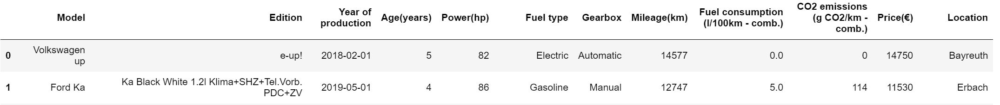 Model Edition Year of production Age(years) Power(hp) Fuel type Gearbox Mileage(km) Fuel consumption (l/100km - comb.) CO2 emissions (g CO2/km - comb.) Price(€) Location
0 Volkswagen up e-up! 2018-02-01 5 82 Electric Automatic 14577 0.0 0 14750 Bayreuth
1 Ford Ka Ka Black White 1.2l Klima+SHZ+Tel.Vorb. PDC+ZV 2019-05-01 4 86 Gasoline Manual 12747 5.0 114 11530 Erbach